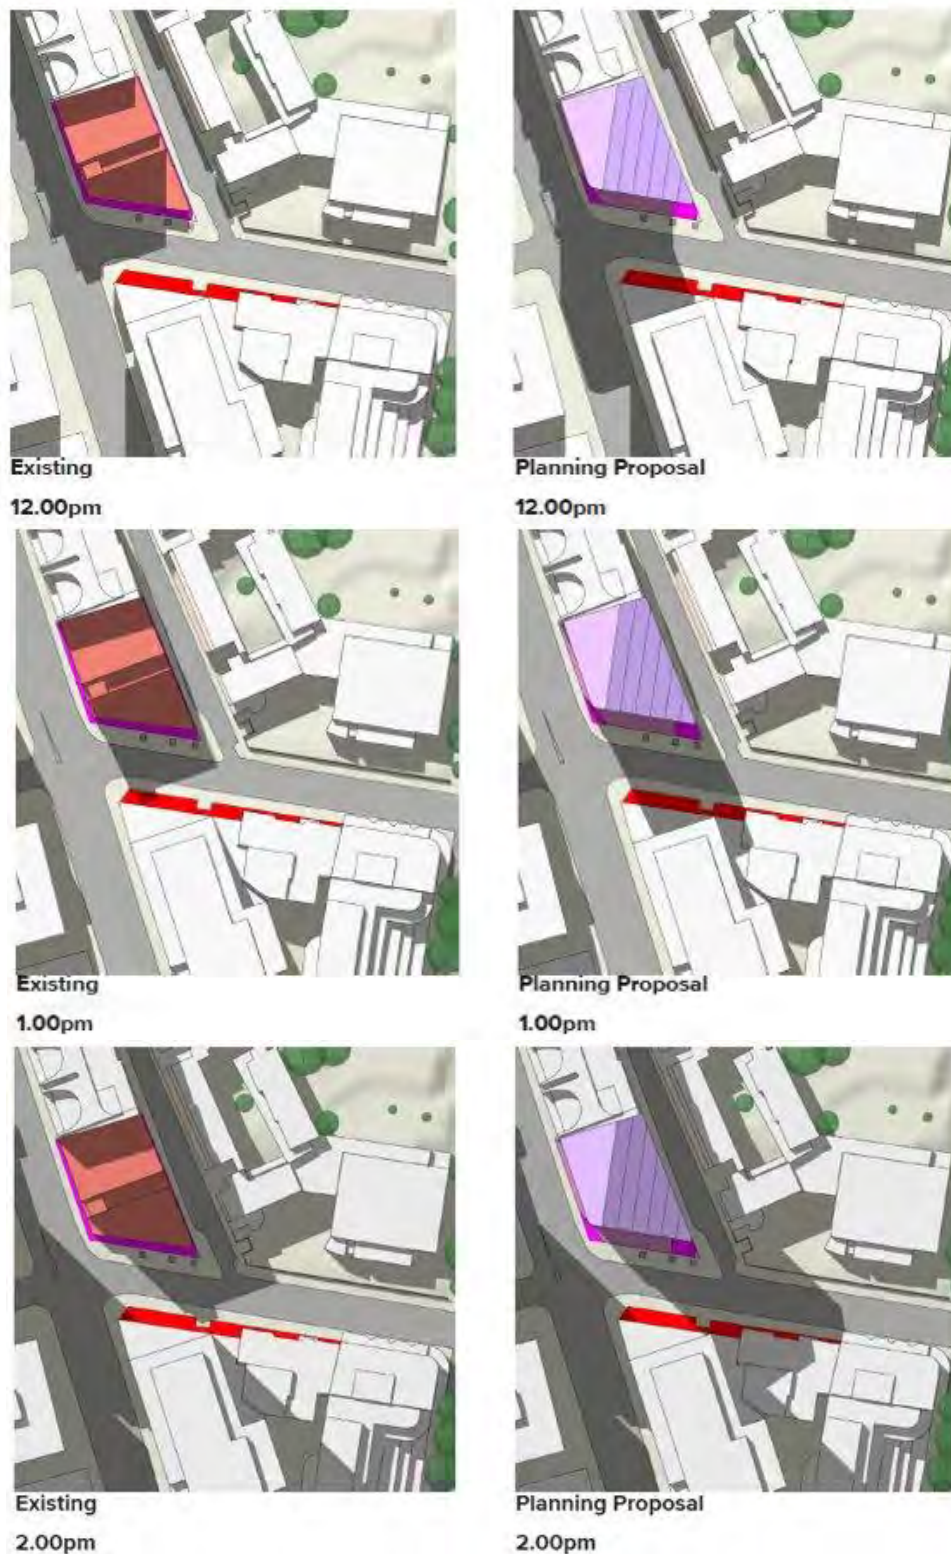 Existing
Planning Proposal
12.00pm
12.00pm
Existing
Planning Proposal
1.00pm
1.00pm
Existing
Planning Proposal
2.00pm
2.00pm